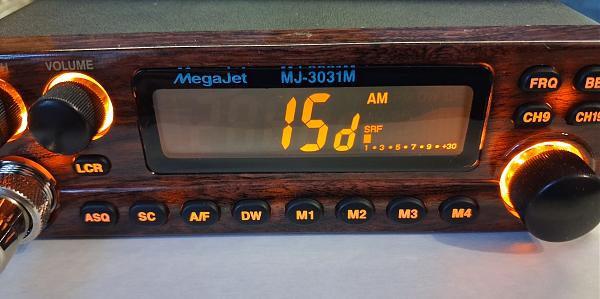 VOLUME
MegaJet MJ-3031M
FRQ
CH9
15d AM
SRF
1 • 3 • 5 • 7 • 9 • +30
LCR
ASQ SC A/F DW M1 M2 M3 M4